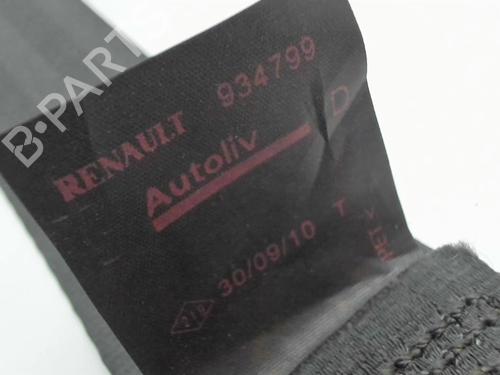 B-PARTS
934799
RENAULT
D
Autoliv
30/09/10 T